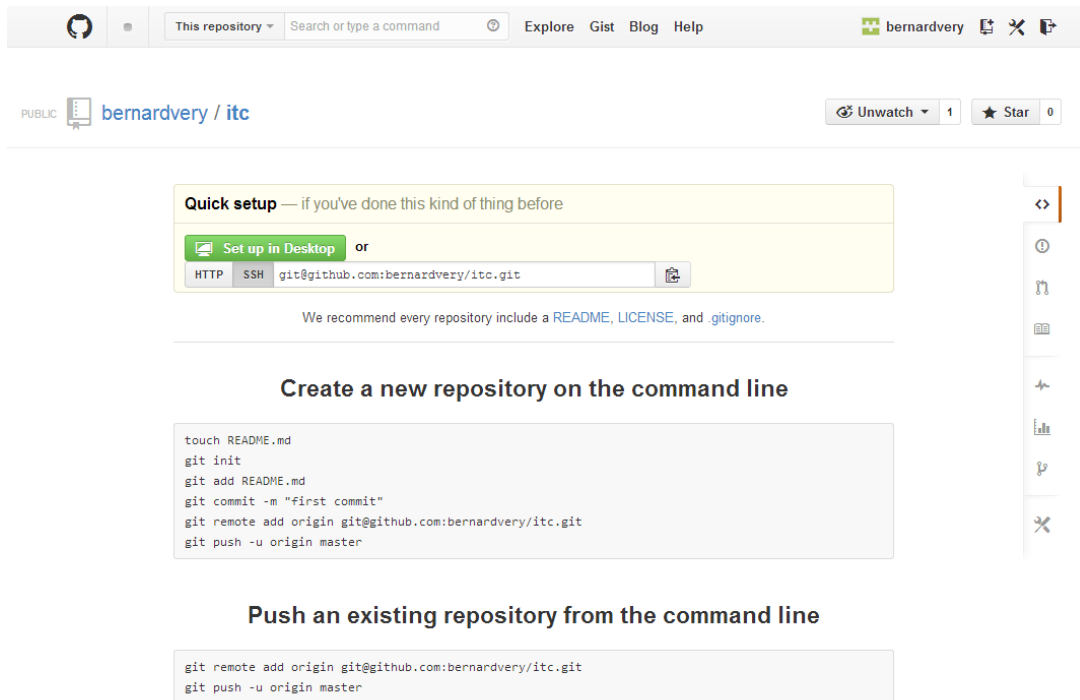 This repository Search or type a command Explore Gist Blog Help bernardvery
PUBLIC bernardvery / itc Unwatch 1 Star 0
Quick setup — if you've done this kind of thing before
Set up in Desktop or
HTTP SSH git@github.com:bernardvery/itc.git
We recommend every repository include a README, LICENSE, and .gitignore.
Create a new repository on the command line
touch README.md
git init
git add README.md
git commit -m "first commit"
git remote add origin git@github.com:bernardvery/itc.git
git push -u origin master
Push an existing repository from the command line
git remote add origin git@github.com:bernardvery/itc.git
git push -u origin master